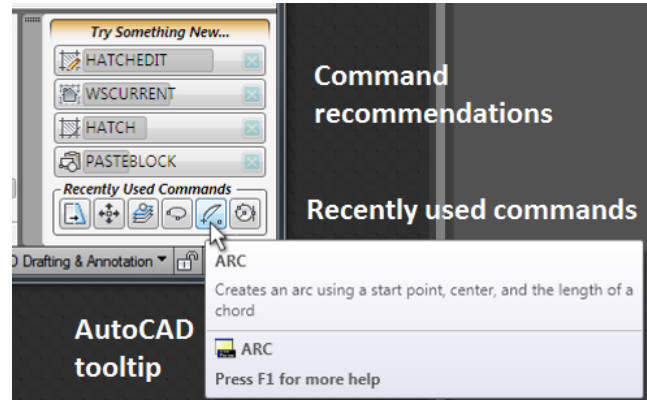 Try Something New...
HATCHEDIT
WSCURRENT
HATCH
PASTEBLOCK
Command
recommendations
Recently Used Commands
Recently used commands
Drafting & Annotation
ARC
Creates an arc using a start point, center, and the length of a
chord
ARC
Press F1 for more help
AutoCAD
tooltip